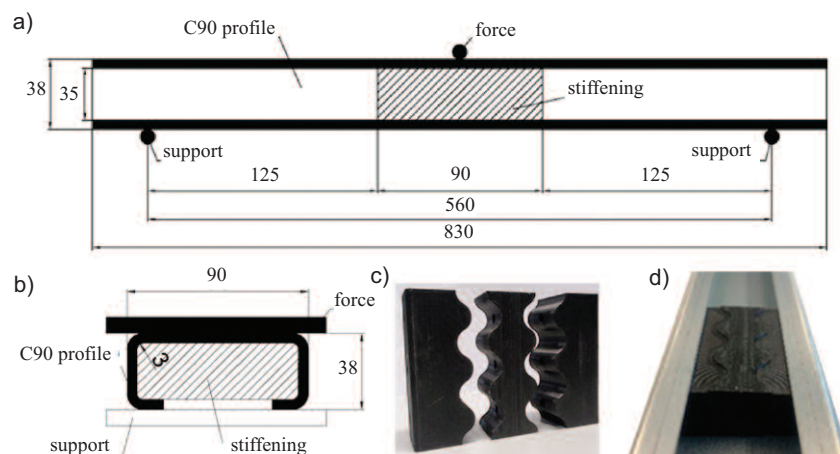 a)
C90 profile
force
38
35
stiffening
support
support
125
90
125
560
830
b)
90
force
C90 profile
3
38
support
stiffening
c)
d)